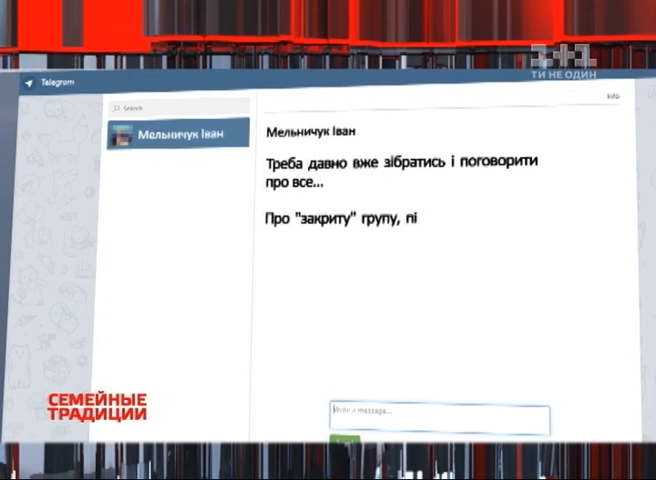 1+1
ТИ НЕ ОДИН
Telegram
Search
Info
Мельничук Іван
Мельничук Іван
Треба давно вже зібратись і поговорити
про все...
Про "закриту" групу, пі
СЕМЕЙНЫЕ
ТРАДИЦИИ
Write a message...